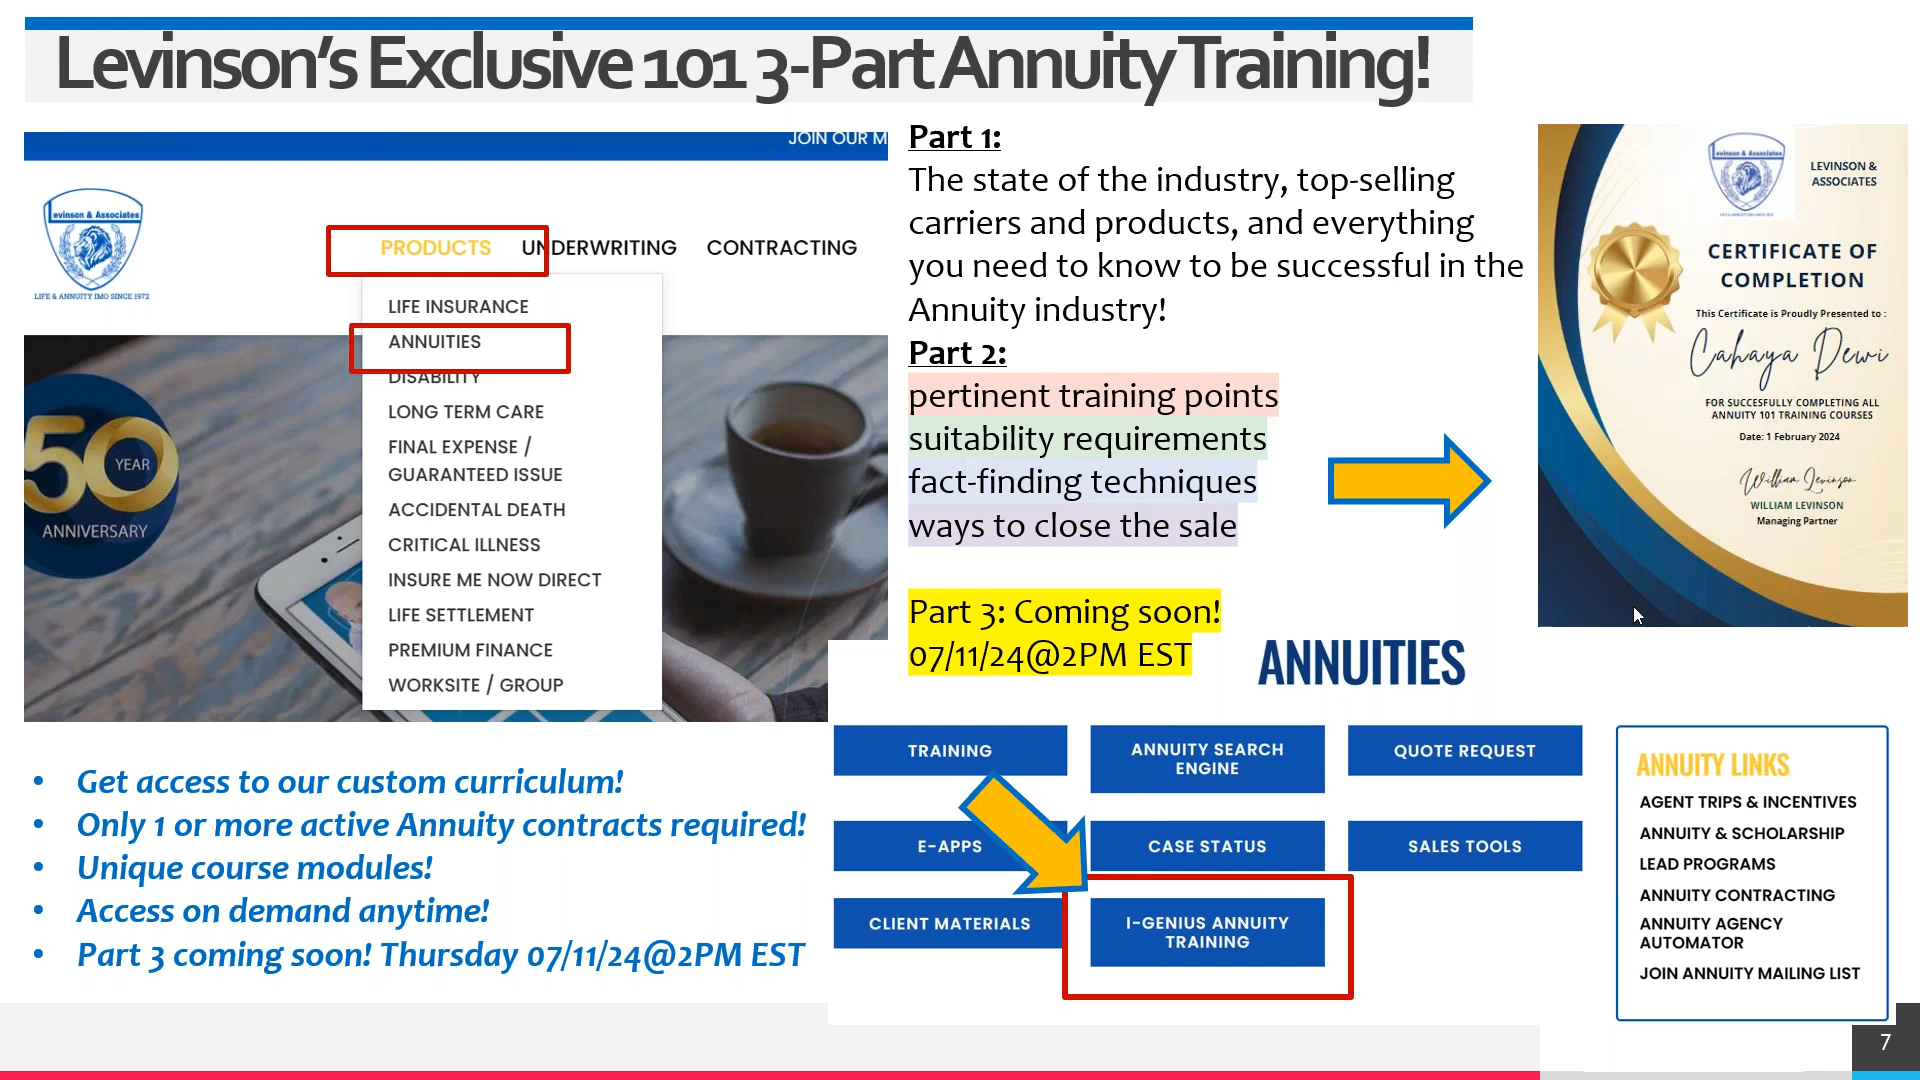 Levinson's Exclusive 101 3-Part Annuity Training!
JOIN OUR M
Levinson & Associates
LIFE & ANNUITY IMO SINCE 1972
PRODUCTS UNDERWRITING CONTRACTING
LIFE INSURANCE
ANNUITIES
DISABILITY
LONG TERM CARE
FINAL EXPENSE /
GUARANTEED ISSUE
ACCIDENTAL DEATH
CRITICAL ILLNESS
INSURE ME NOW DIRECT
LIFE SETTLEMENT
PREMIUM FINANCE
WORKSITE / GROUP
50
YEAR
ANNIVERSARY
Part 1:
The state of the industry, top-selling
carriers and products, and everything
you need to know to be successful in the
Annuity industry!
Part 2:
pertinent training points
suitability requirements
fact-finding techniques
ways to close the sale
Part 3: Coming soon!
07/11/24@2PM EST
Levinson & Associates
LEVINSON &
ASSOCIATES
CERTIFICATE OF
COMPLETION
This Certificate is Proudly Presented to :
Cahaya Dewi
FOR SUCCESFULLY COMPLETING ALL
ANNUITY 101 TRAINING COURSES
Date: 1 February 2024
William Levinson
WILLIAM LEVINSON
Managing Partner
• Get access to our custom curriculum!
• Only 1 or more active Annuity contracts required!
• Unique course modules!
• Access on demand anytime!
• Part 3 coming soon! Thursday 07/11/24@2PM EST
ANNUITIES
TRAINING
ANNUITY SEARCH
ENGINE
QUOTE REQUEST
E-APPS
CASE STATUS
SALES TOOLS
CLIENT MATERIALS
I-GENIUS ANNUITY
TRAINING
ANNUITY LINKS
AGENT TRIPS & INCENTIVES
ANNUITY & SCHOLARSHIP
LEAD PROGRAMS
ANNUITY CONTRACTING
ANNUITY AGENCY
AUTOMATOR
JOIN ANNUITY MAILING LIST
7